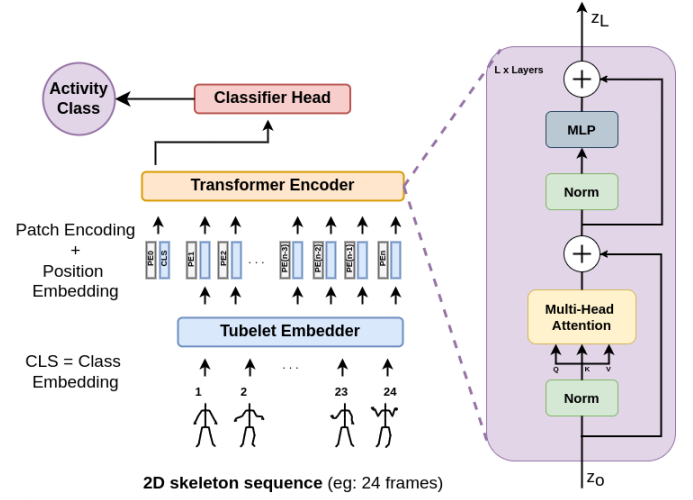 z_L
L x Layers
Activity
Class
Classifier Head
MLP
Transformer Encoder
Norm
Patch Encoding
+
Position
Embedding
PE0 CLS PE1 PE2 . . . PE(n-3) PE(n-2) PE(n-1) PEn
Multi-Head
Attention
Tubelet Embedder
CLS = Class
Embedding
Q K V
. . .
1 2 23 24
Norm
2D skeleton sequence (eg: 24 frames)
z_0